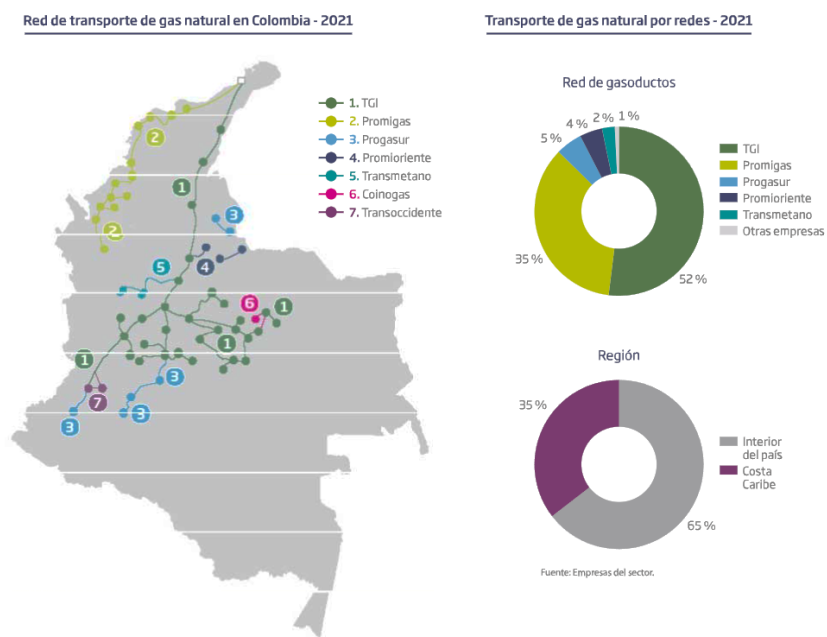 Red de transporte de gas natural en Colombia - 2021
1. TGI
2. Promigas
3. Progasur
4. Promioriente
5. Transmetano
6. Coinogas
7. Transoccidente
2
1
3
2
4
5
6
1
1
1
3
7
3
3
Transporte de gas natural por redes - 2021
Red de gasoductos
5 %
4 %
2 %
1 %
35 %
52 %
TGI
Promigas
Progasur
Promioriente
Transmetano
Otras empresas
Región
35 %
65 %
Interior
del país
Costa
Caribe
Fuente: Empresas del sector.